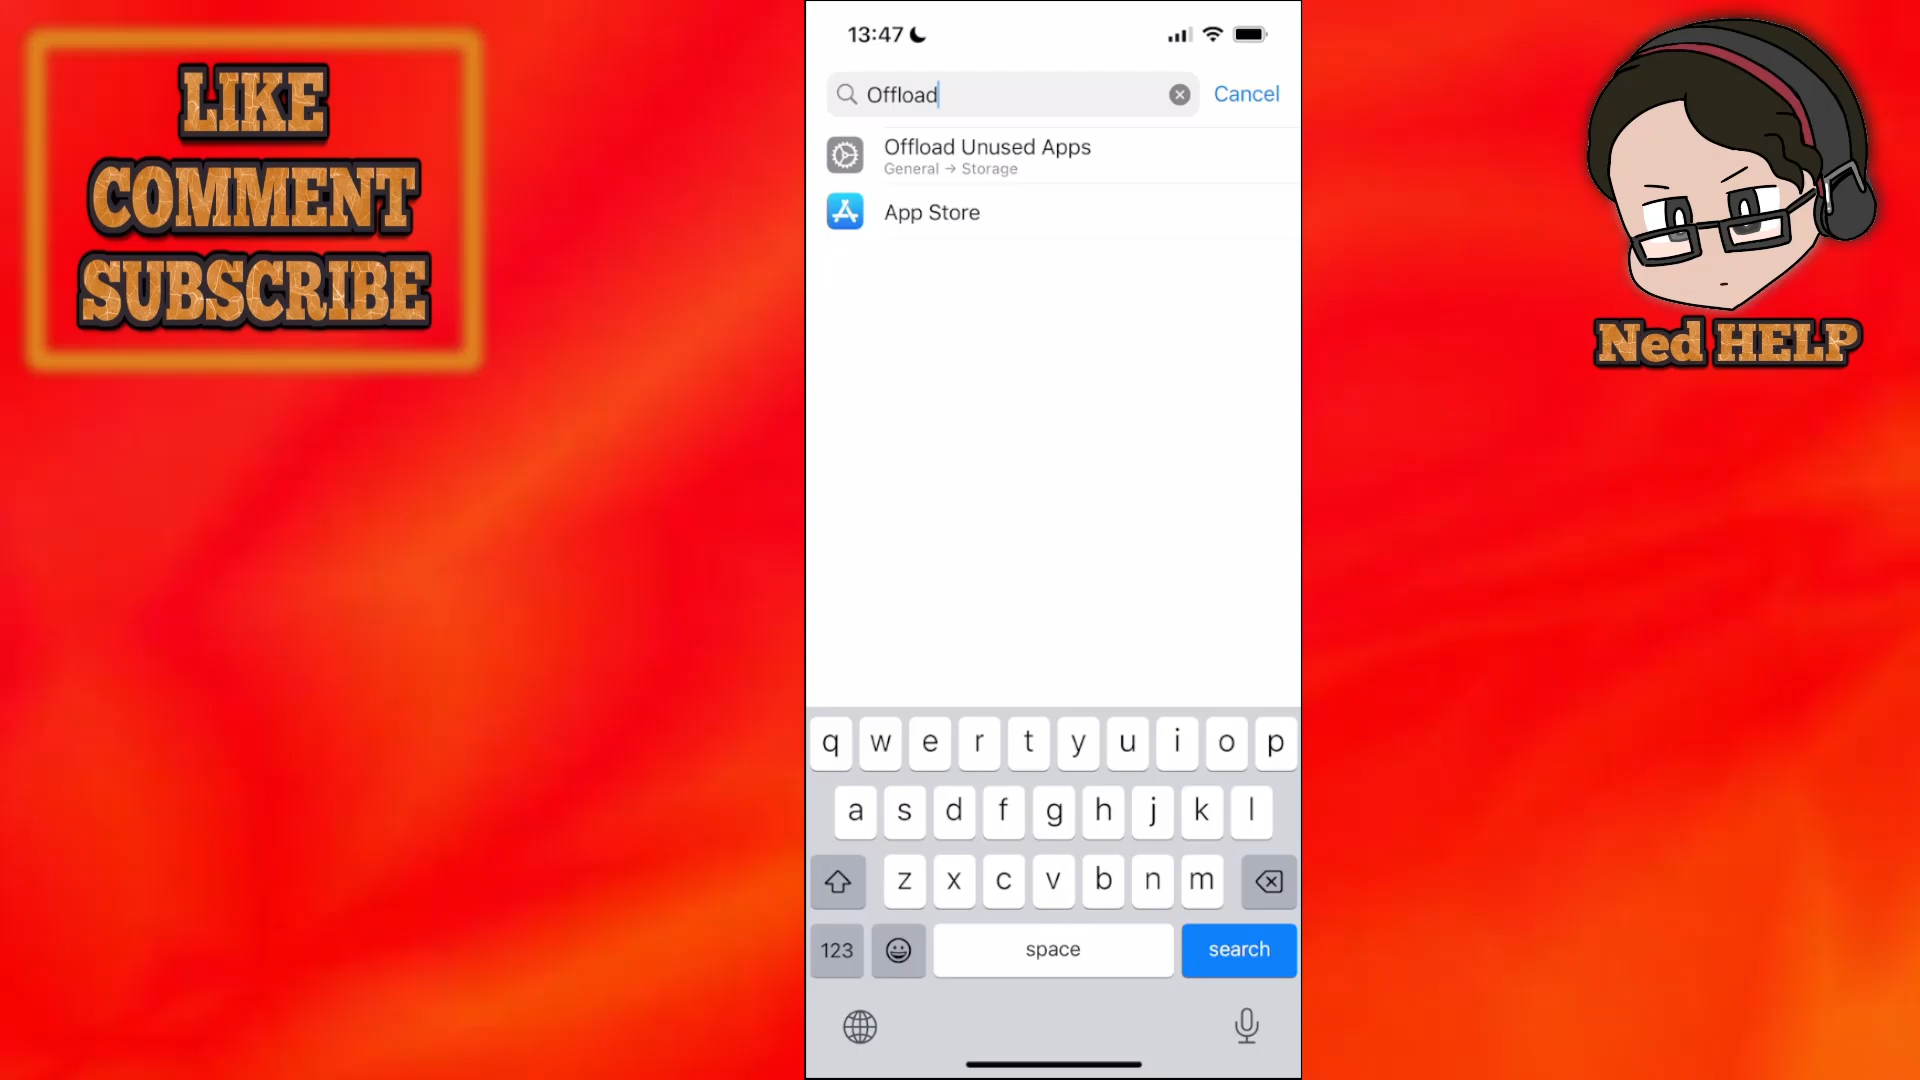 LIKE
COMMENT
SUBSCRIBE
13:47
Offload
Cancel
Offload Unused Apps
General → Storage
App Store
q w e r t y u i o p
a s d f g h j k l
z x c v b n m
123 space search
Ned HELP